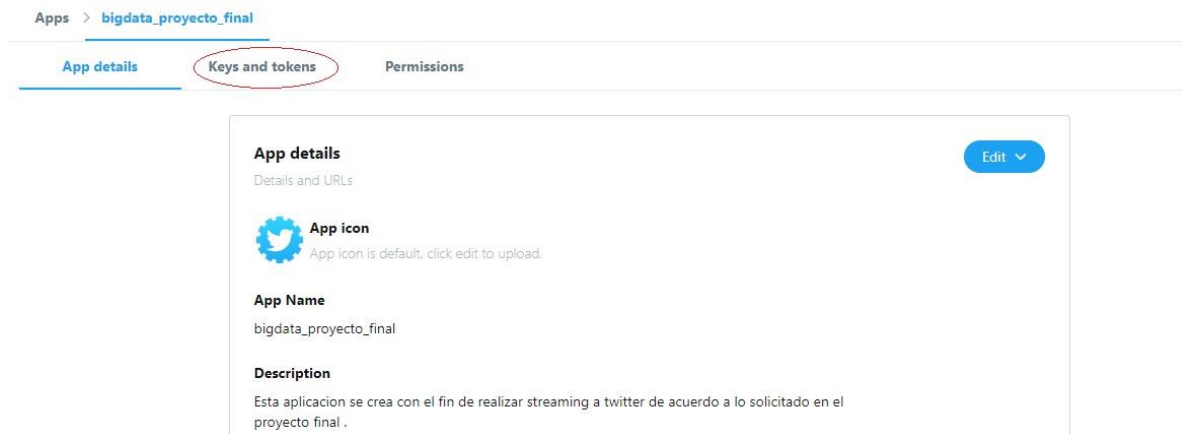 Apps > bigdata_proyecto_final
App details Keys and tokens Permissions
App details
Edit
Details and URLs
App icon
App icon is default, click edit to upload.
App Name
bigdata_proyecto_final
Description
Esta aplicacion se crea con el fin de realizar streaming a twitter de acuerdo a lo solicitado en el
proyecto final .